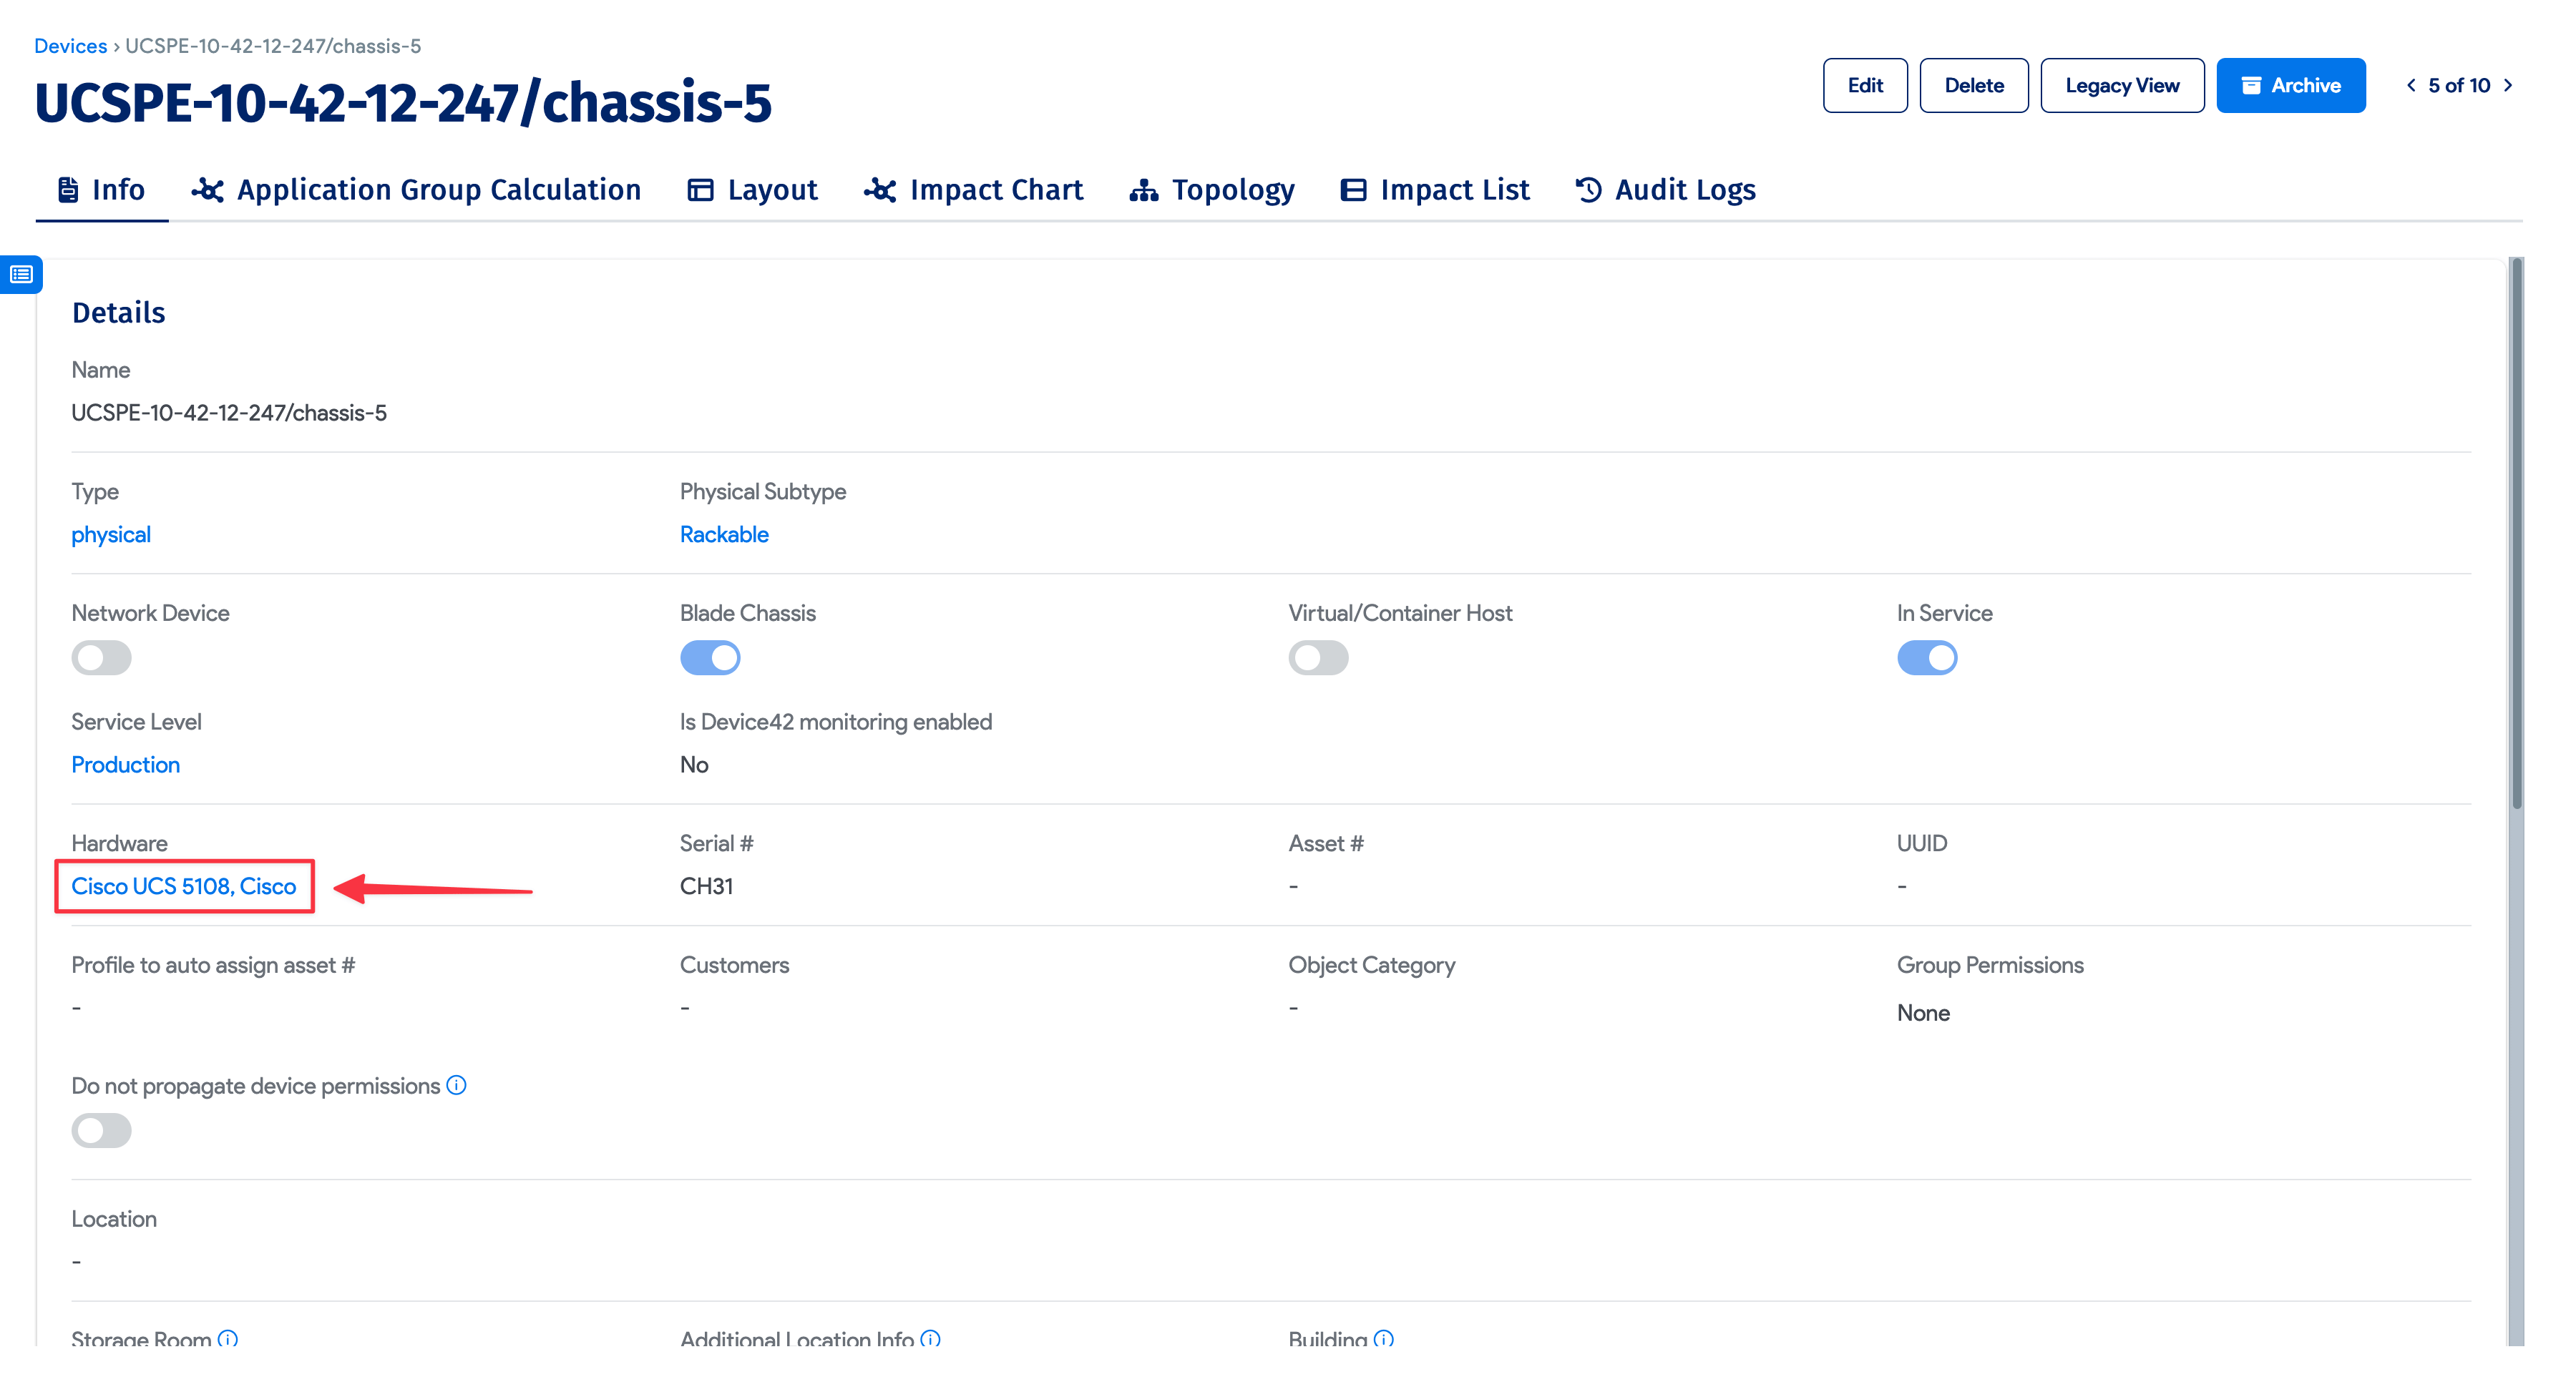 Devices › UCSPE-10-42-12-247/chassis-5
UCSPE-10-42-12-247/chassis-5
Edit
Delete
Legacy View
Archive
5 of 10
Info
Application Group Calculation
Layout
Impact Chart
Topology
Impact List
Audit Logs
Details
Name
UCSPE-10-42-12-247/chassis-5
Type
Physical Subtype
physical
Rackable
Network Device
Blade Chassis
Virtual/Container Host
In Service
Service Level
Is Device42 monitoring enabled
Production
No
Hardware
Serial #
Asset #
UUID
Cisco UCS 5108, Cisco
CH31
-
-
Profile to auto assign asset #
Customers
Object Category
Group Permissions
-
-
-
None
Do not propagate device permissions
Location
-
Storage Room
Additional Location Info
Building